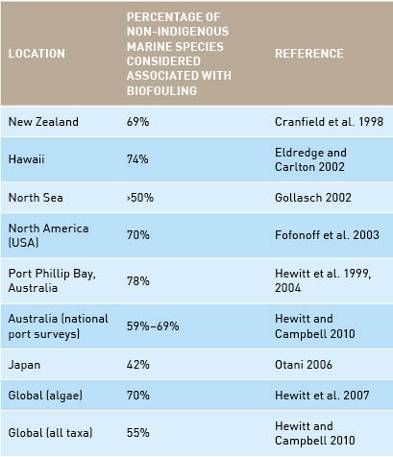 LOCATION
PERCENTAGE OF
NON-INDIGENOUS
MARINE SPECIES
CONSIDERED
ASSOCIATED WITH
BIOFOULING
REFERENCE
New Zealand
69%
Cranfield et al. 1998
Hawaii
74%
Eldredge and
Carlton 2002
North Sea
>50%
Gollasch 2002
North America
(USA)
70%
Fofonoff et al. 2003
Port Phillip Bay,
Australia
78%
Hewitt et al. 1999,
2004
Australia (national
port surveys)
59%–69%
Hewitt and
Campbell 2010
Japan
42%
Otani 2006
Global (algae)
70%
Hewitt et al. 2007
Global (all taxa)
55%
Hewitt and
Campbell 2010